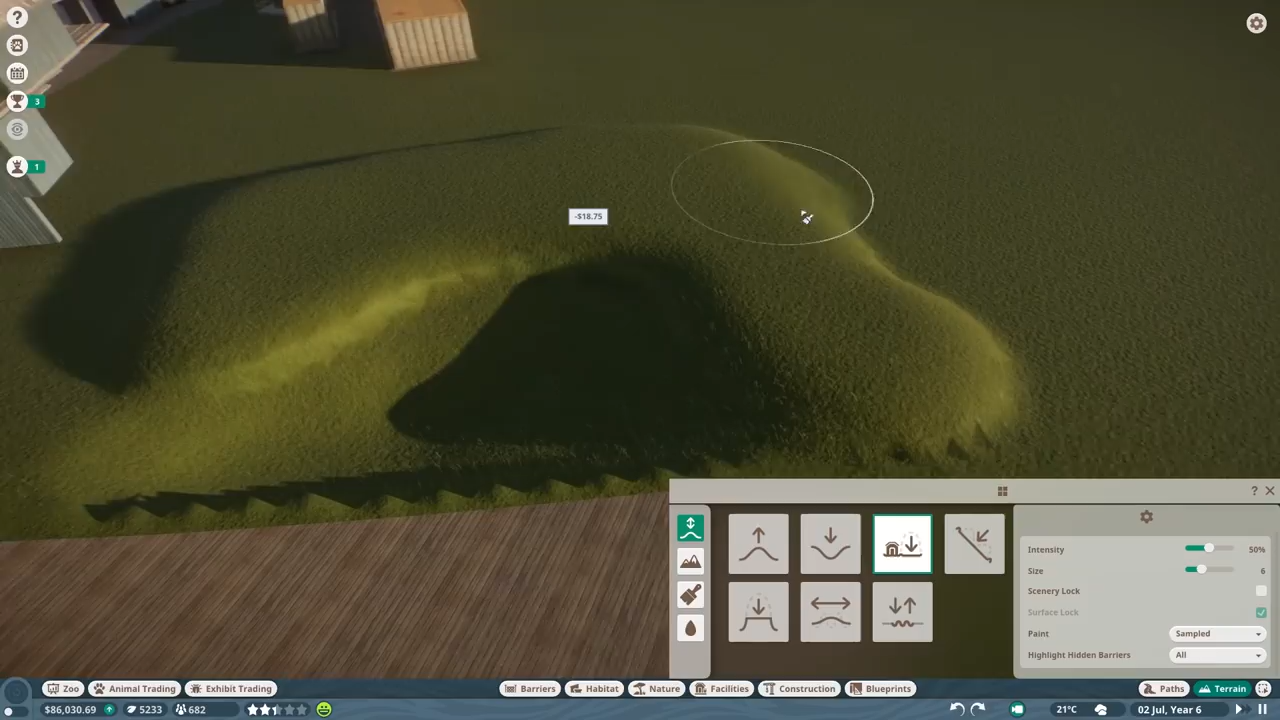 ?
3
1
-$18.75
?
Intensity 50%
Size 6
Scenery Lock
Surface Lock
Paint Sampled
Highlight Hidden Barriers All
Zoo Animal Trading Exhibit Trading Barriers Habitat Nature Facilities Construction Blueprints Paths Terrain
$86,030.69 5233 682 21°C 02 Jul, Year 6